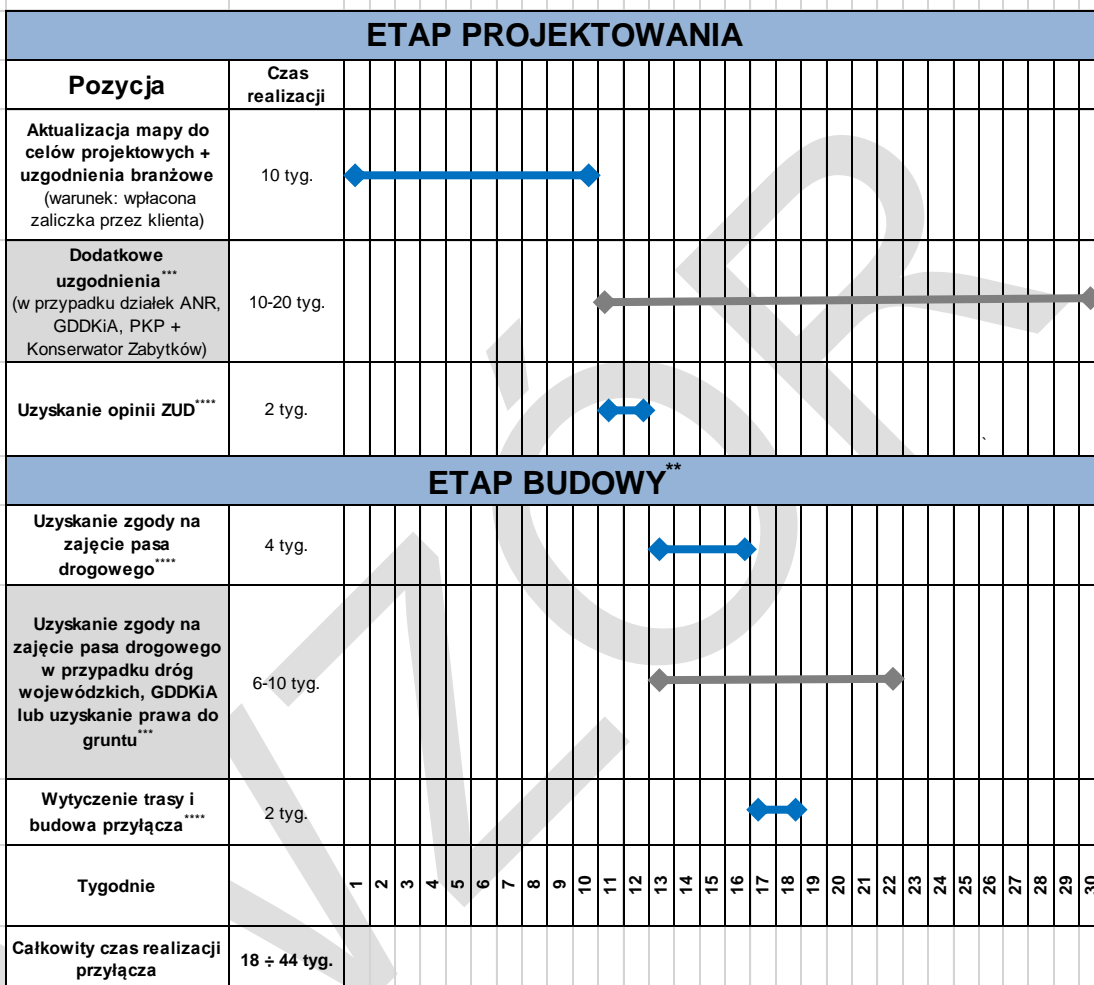 ETAP PROJEKTOWANIA
Pozycja
Czas
realizacji
Aktualizacja mapy do
celów projektowych +
uzgodnienia branżowe
(warunek: wpłacona
zaliczka przez klienta)
10 tyg.
Dodatkowe
uzgodnienia***
(w przypadku działek ANR,
GDDKiA, PKP +
Konserwator Zabytków)
10-20 tyg.
Uzyskanie opinii ZUD****
2 tyg.
`
ETAP BUDOWY**
Uzyskanie zgody na
zajęcie pasa
drogowego****
4 tyg.
Uzyskanie zgody na
zajęcie pasa drogowego
w przypadku dróg
wojewódzkich, GDDKiA
lub uzyskanie prawa do
gruntu***
6-10 tyg.
Wytyczenie trasy i
budowa przyłącza****
2 tyg.
Tygodnie
1 2 3 4 5 6 7 8 9 10 11 12 13 14 15 16 17 18 19 20 21 22 23 24 25 26 27 28 29 30
Całkowity czas realizacji
przyłącza
18 ÷ 44 tyg.
WZÓR